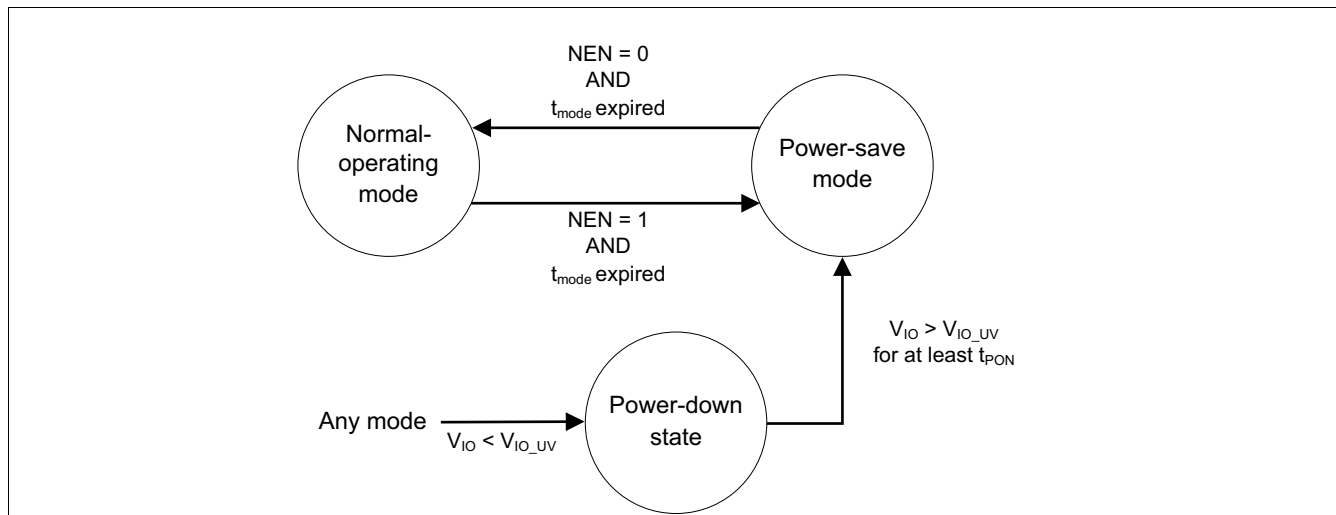 NEN = 0
AND
tmode expired
Normal-
operating
mode
Power-save
mode
NEN = 1
AND
tmode expired
VIO > VIO_UV
for at least tPON
Power-down
state
Any mode
VIO < VIO_UV